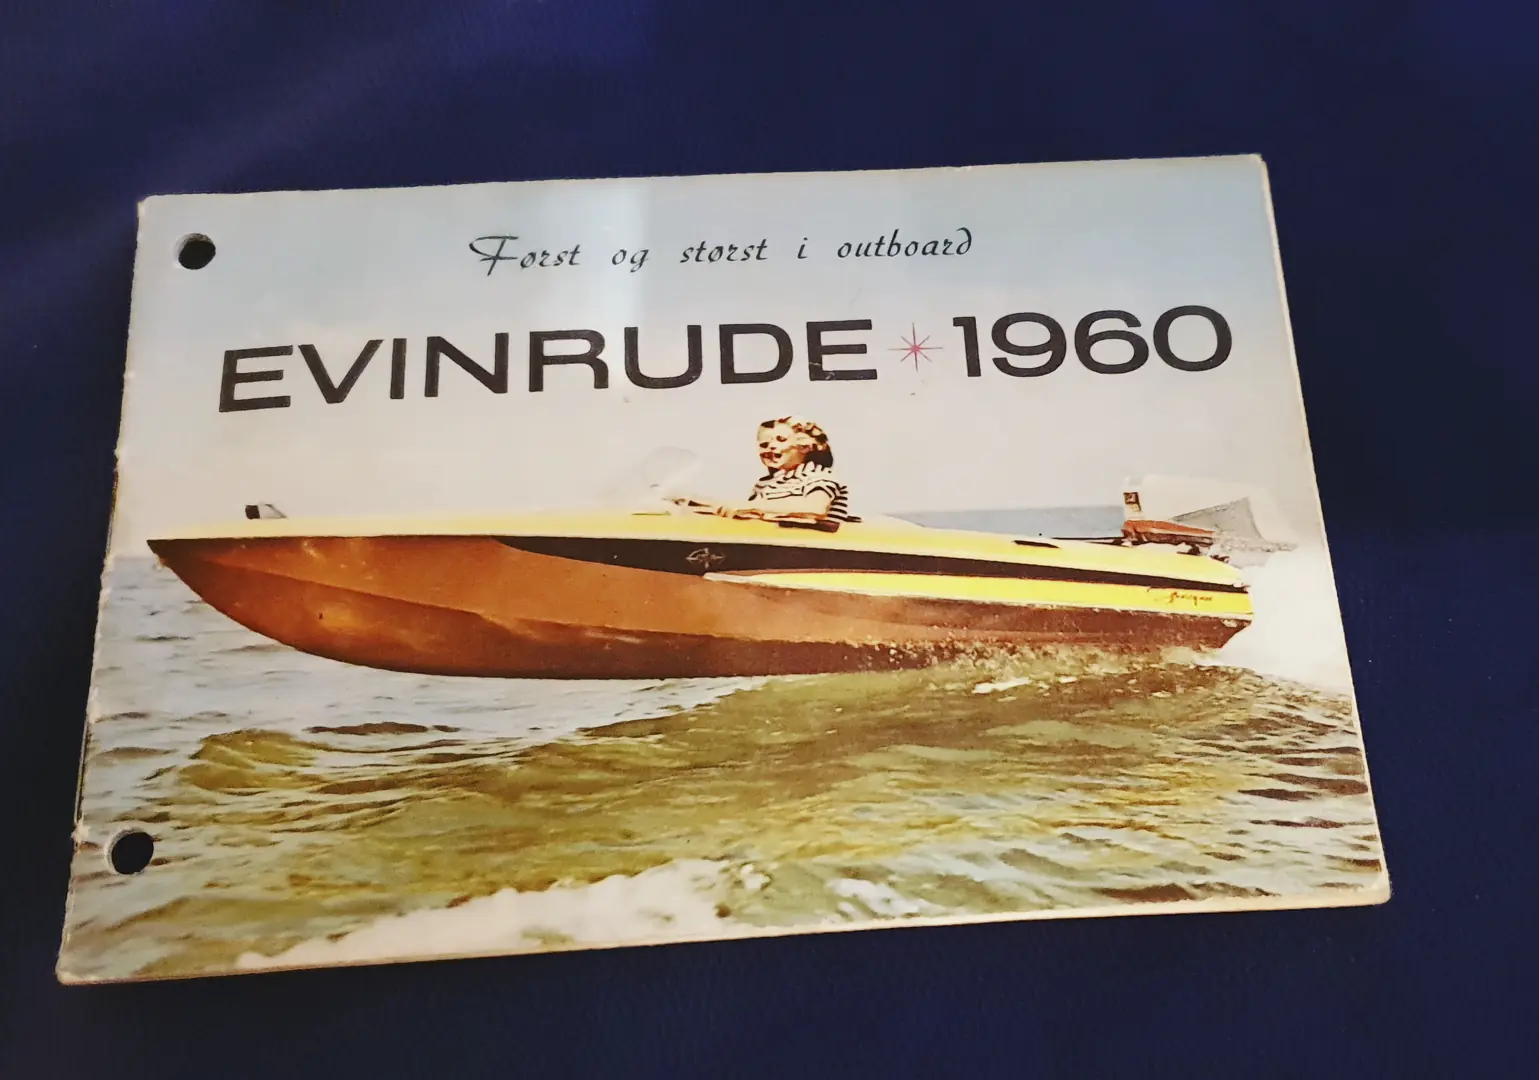 Først og størst i outboard
EVINRUDE * 1960